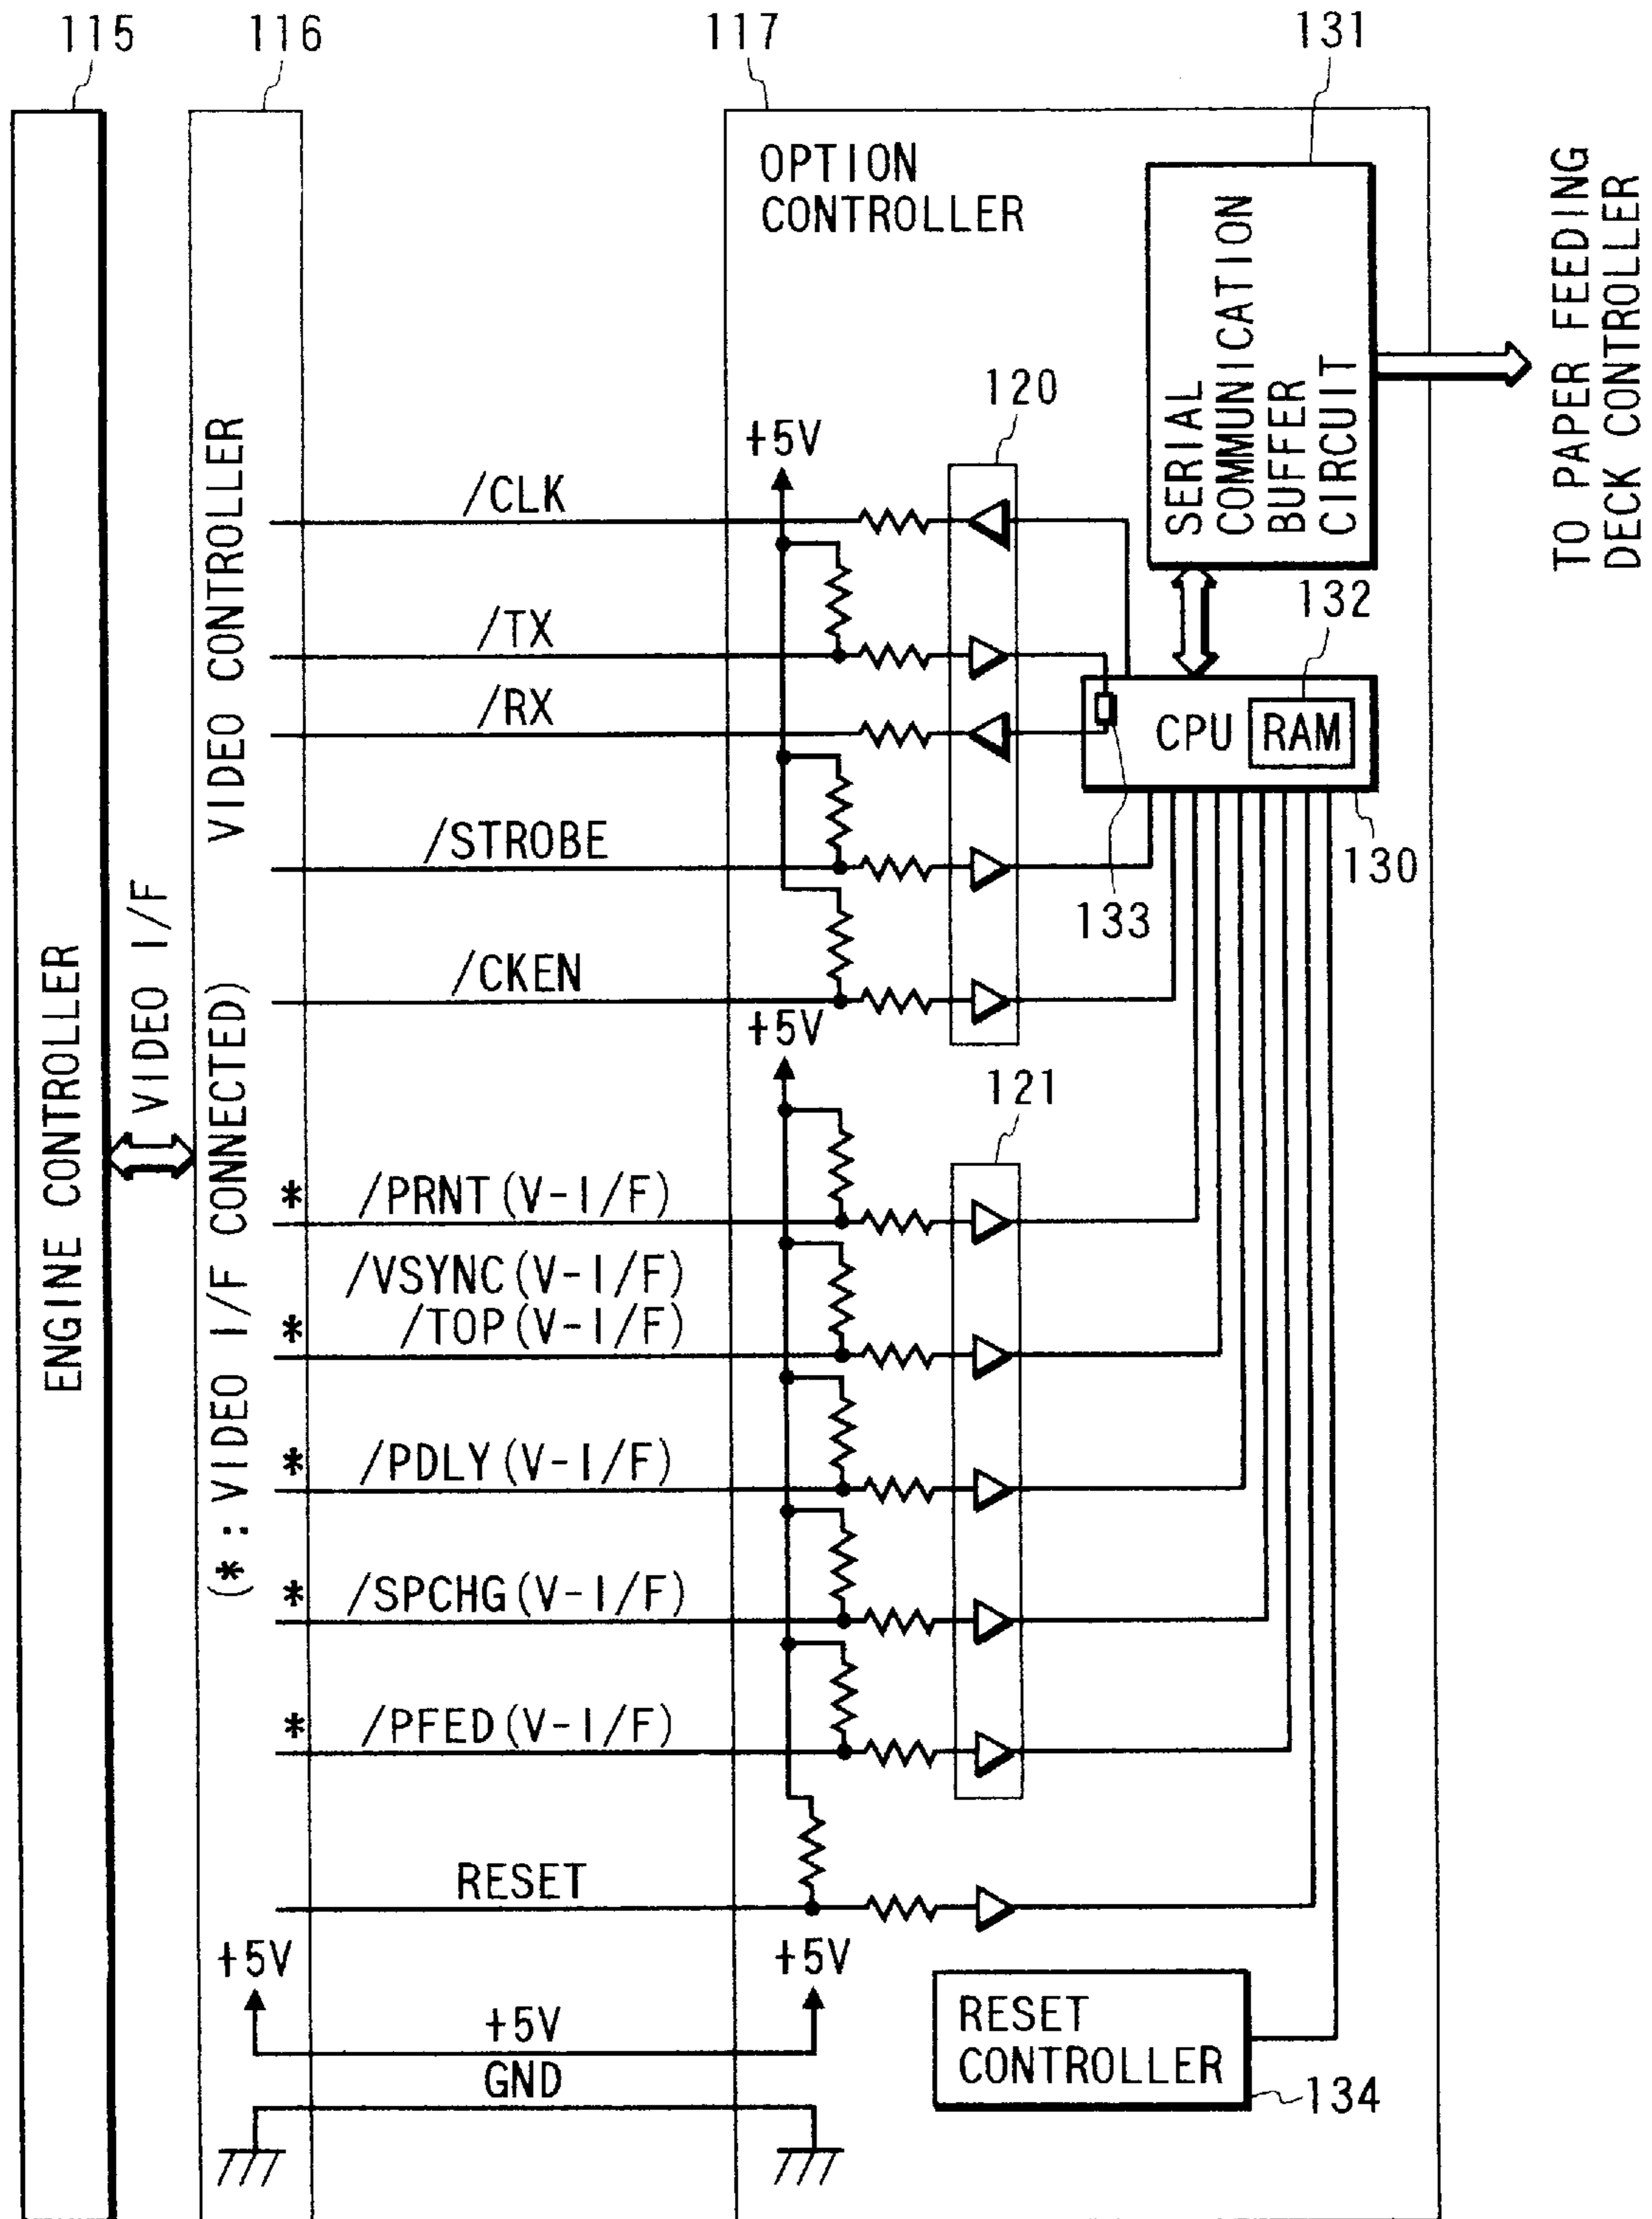 115
116
117
131
OPTION
CONTROLLER
SERIAL
COMMUNICATION
BUFFER
CIRCUIT
TO PAPER FEEDING
DECK CONTROLLER
120
+5V
/CLK
/TX
132
/RX
CPU
RAM
/STROBE
130
133
/CKEN
ENGINE CONTROLLER
VIDEO I/F
VIDEO CONTROLLER
(*: VIDEO I/F CONNECTED)
+5V
121
* /PRNT(V-I/F)
/VSYNC(V-I/F)
* /TOP(V-I/F)
* /PDLY(V-I/F)
* /SPCHG(V-I/F)
* /PFED(V-I/F)
RESET
+5V
+5V
+5V
GND
RESET
CONTROLLER
134